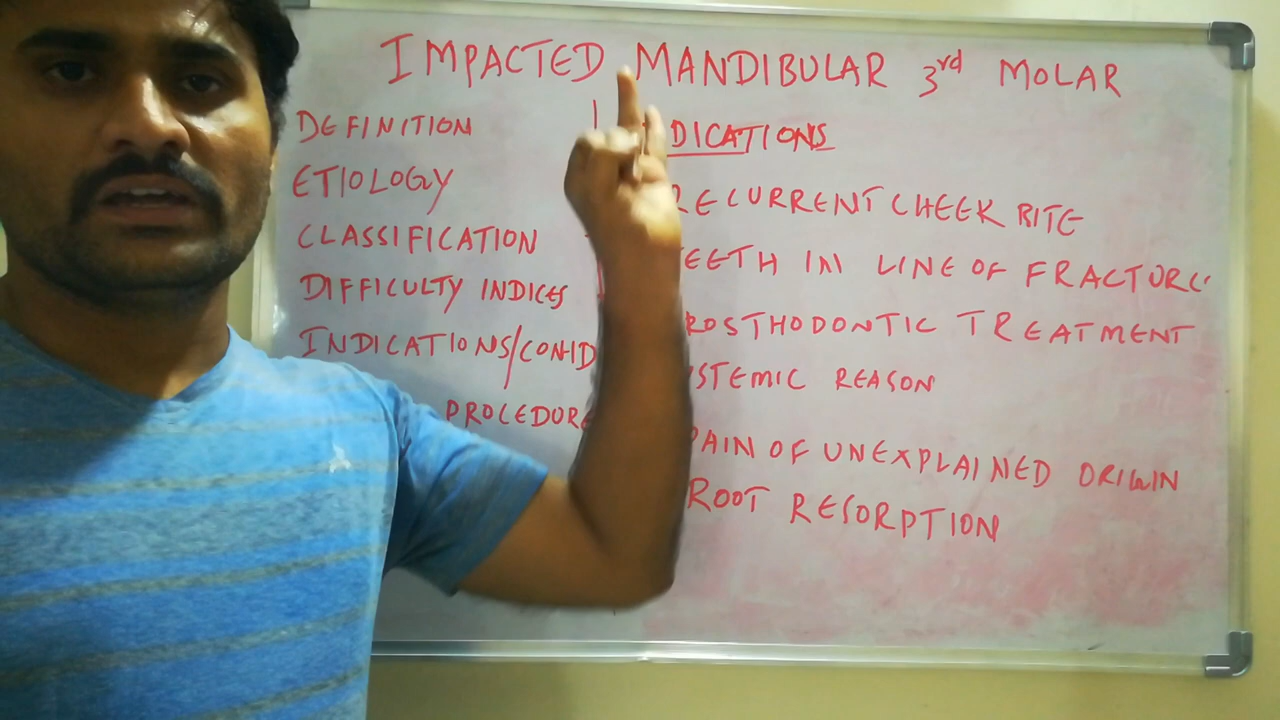 IMPACTED MANDIBULAR 3rd MOLAR
DEFINITION
ETIOLOGY
CLASSIFICATION
DIFFICULTY INDICES
INDICATIONS/CONID
PROCEDURE
DICATIONS
RECURRENT CHEEK BITE
EETH IN LINE OF FRACTURE
ROSTHODONTIC TREATMENT
STEMIC REASON
PAIN OF UNEXPLAINED ORIGIN
ROOT RESORPTION